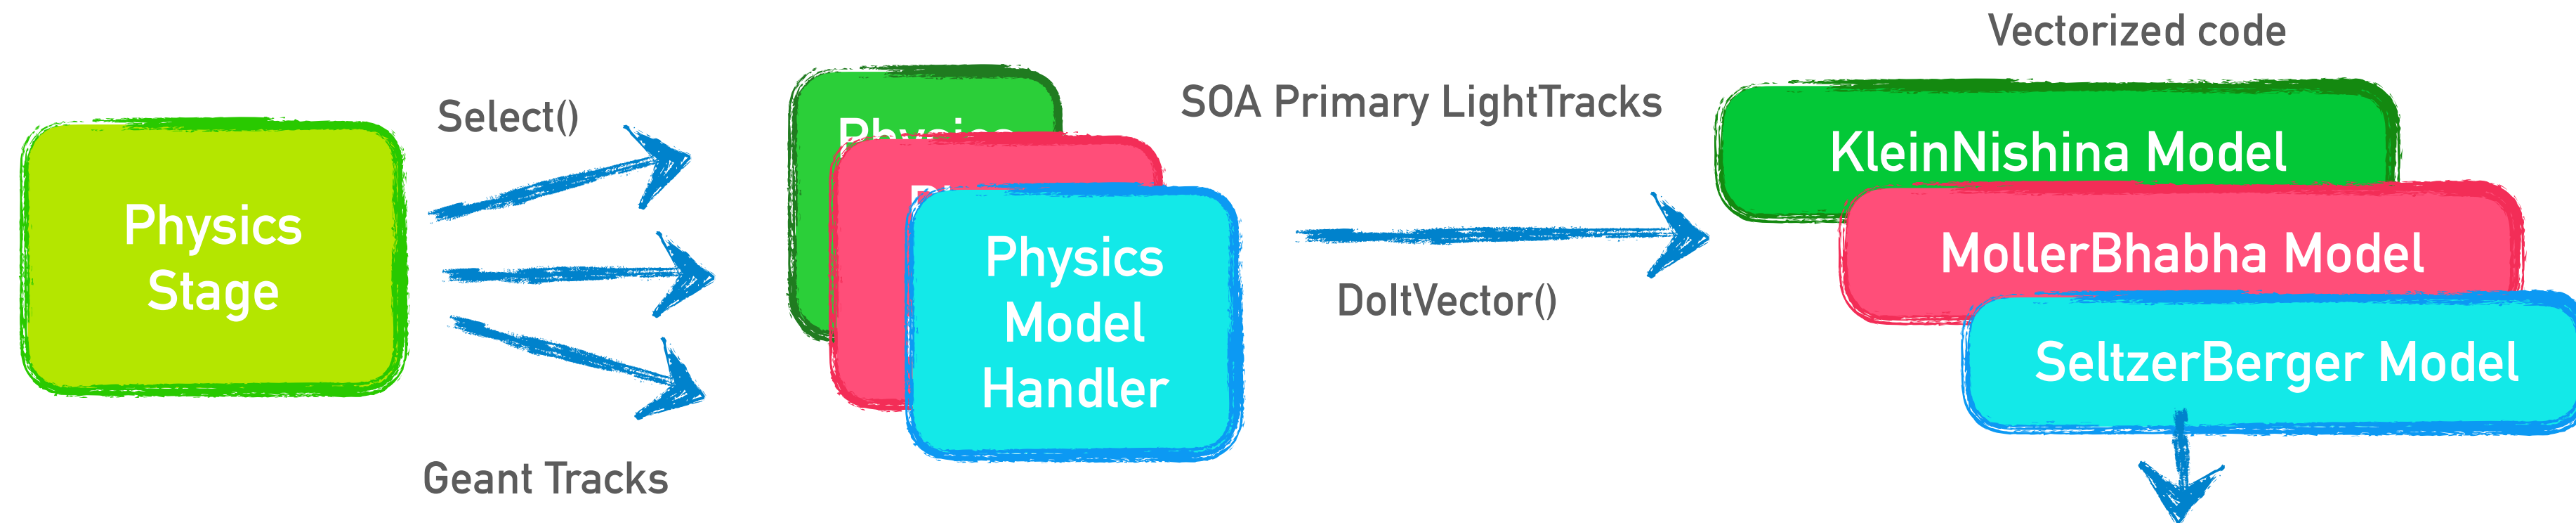 Vectorized code
Select()
SOA Primary LightTracks
Physics
Stage
Physics
Model
Handler
DoItVector()
KleinNishina Model
MollerBhabha Model
SeltzerBerger Model
Geant Tracks